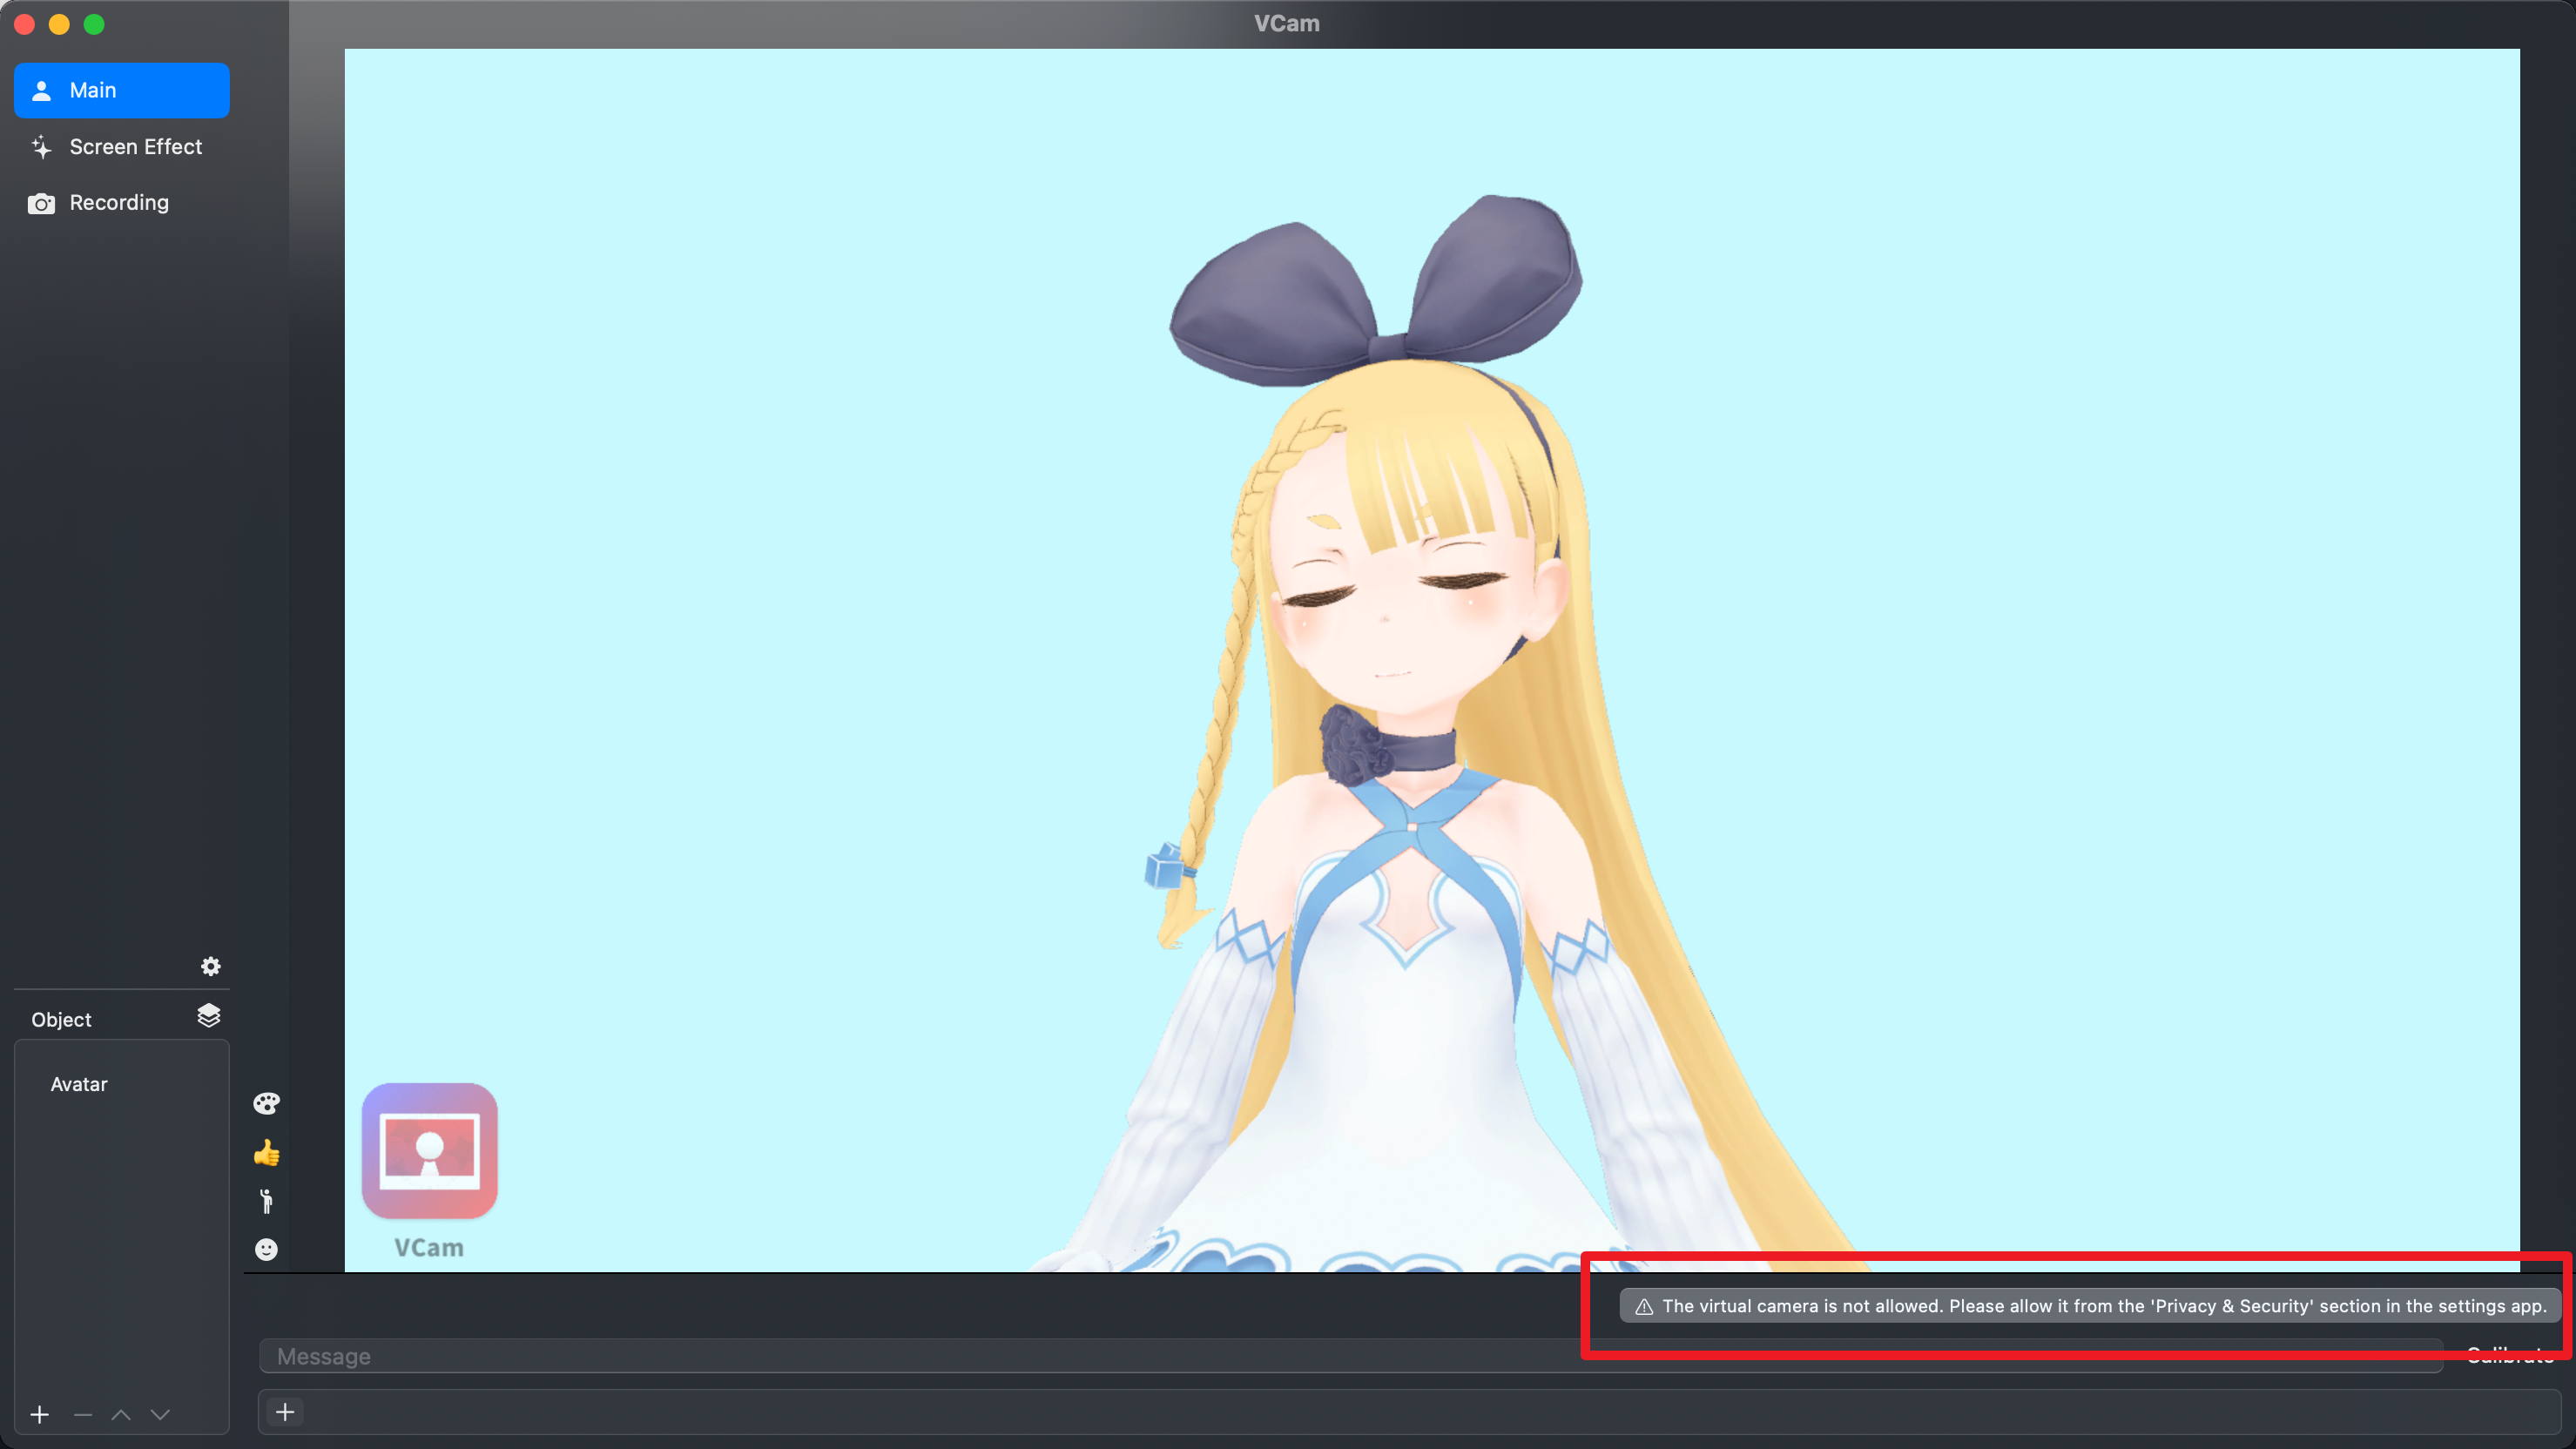 VCam
Main
Screen Effect
Recording
Object
Avatar
VCam
The virtual camera is not allowed. Please allow it from the 'Privacy & Security' section in the settings app.
Message
Calibrate